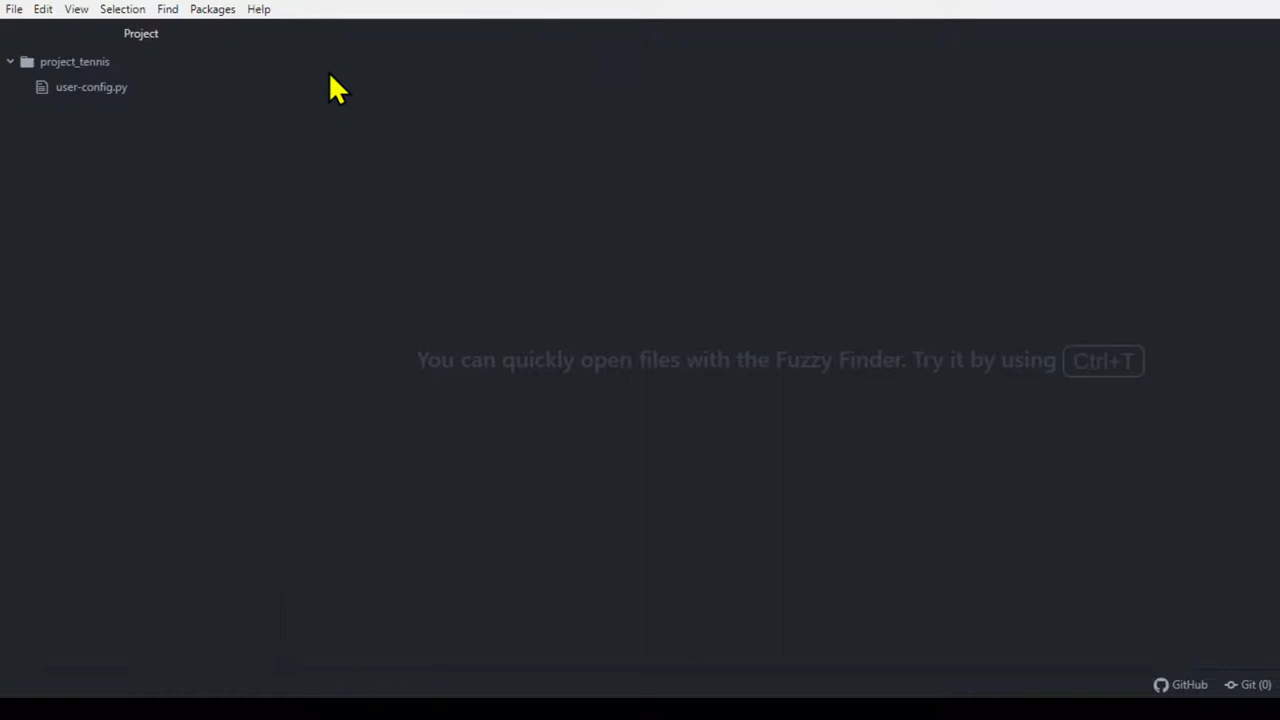 File Edit View Selection Find Packages Help
Project
project_tennis
user-config.py
You can quickly open files with the Fuzzy Finder. Try it by using Ctrl+T
GitHub Git (0)